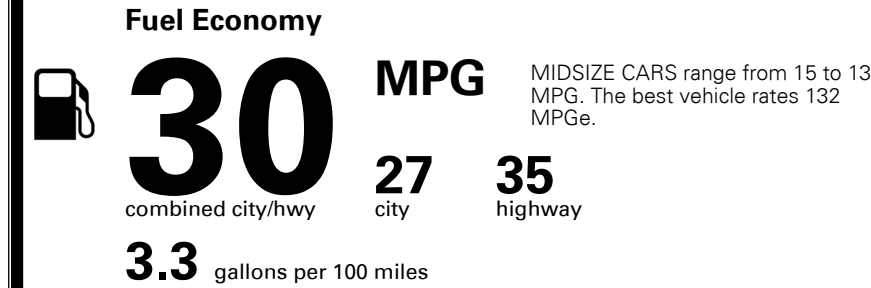 Fuel Economy
30 MPG
MIDSIZE CARS range from 15 to 13
MPG. The best vehicle rates 132
MPGe.
combined city/hwy
27
city
35
highway
3.3 gallons per 100 miles